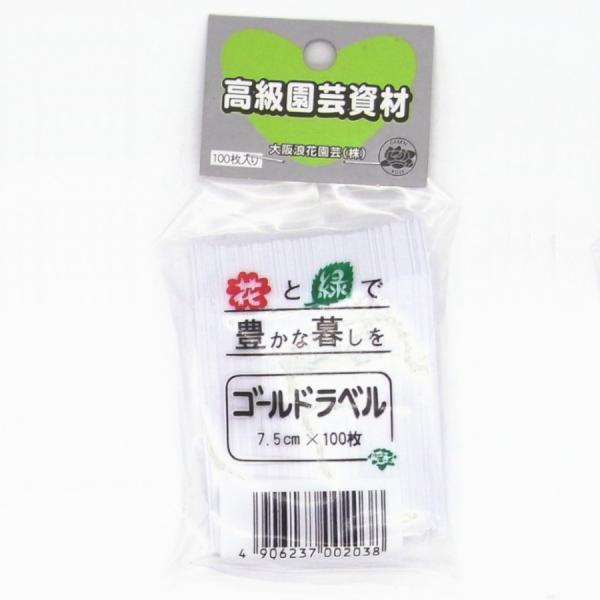 高級園芸資材
大阪浪花園芸(株)
100枚入り
花と緑で
豊かな暮しを
ゴールドラベル
7.5cm×100枚
4 906237 002038